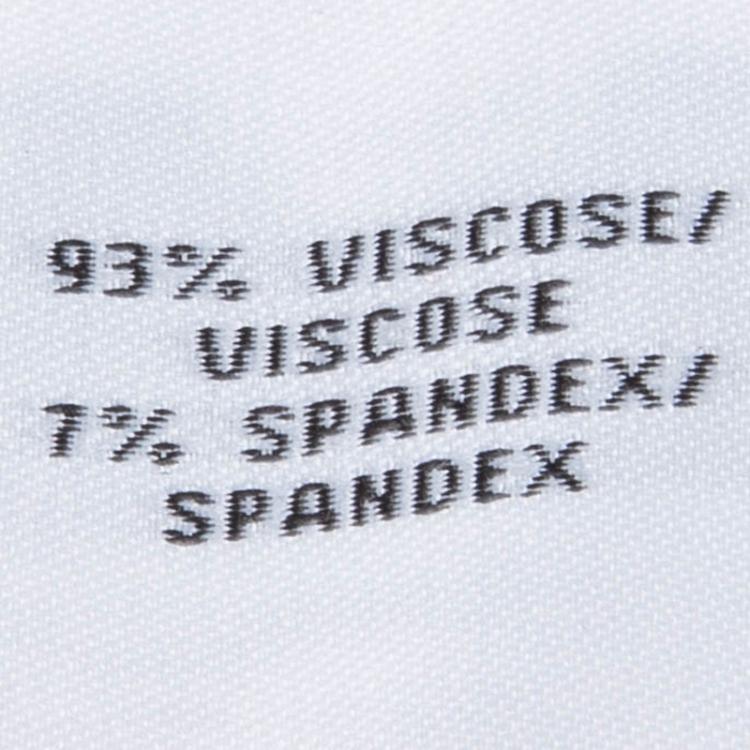 93% VISCOSE/
VISCOSE
7% SPANDEX/
SPANDEX